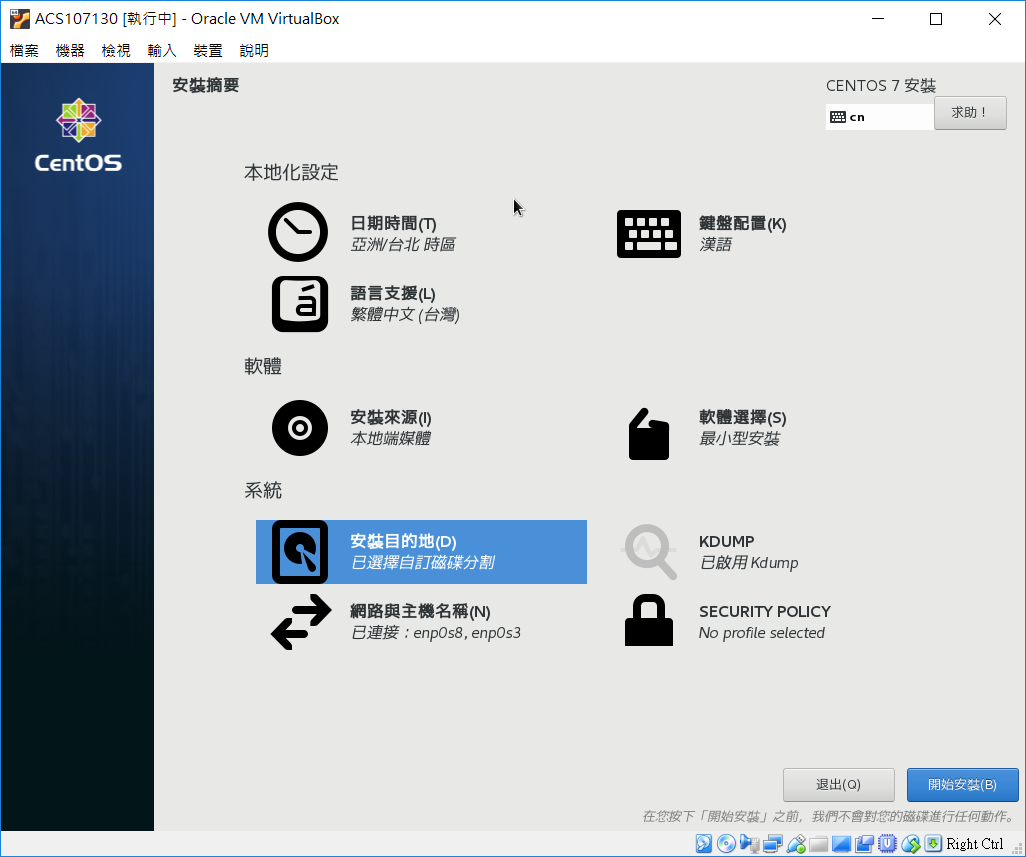 ACS107130 [執行中] - Oracle VM VirtualBox
檔案 機器 檢視 輸入 裝置 說明
CentOS
安裝摘要
CENTOS 7 安裝
cn
求助！
本地化設定
日期時間(T)
亞洲/台北 時區
鍵盤配置(K)
漢語
語言支援(L)
繁體中文 (台灣)
軟體
安裝來源(I)
本地端媒體
軟體選擇(S)
最小型安裝
系統
安裝目的地(D)
已選擇自訂磁碟分割
KDUMP
已啟用 Kdump
網路與主機名稱(N)
已連接：enp0s8, enp0s3
SECURITY POLICY
No profile selected
退出(Q)
開始安裝(B)
在您按下「開始安裝」之前，我們不會對您的磁碟進行任何動作。
Right Ctrl